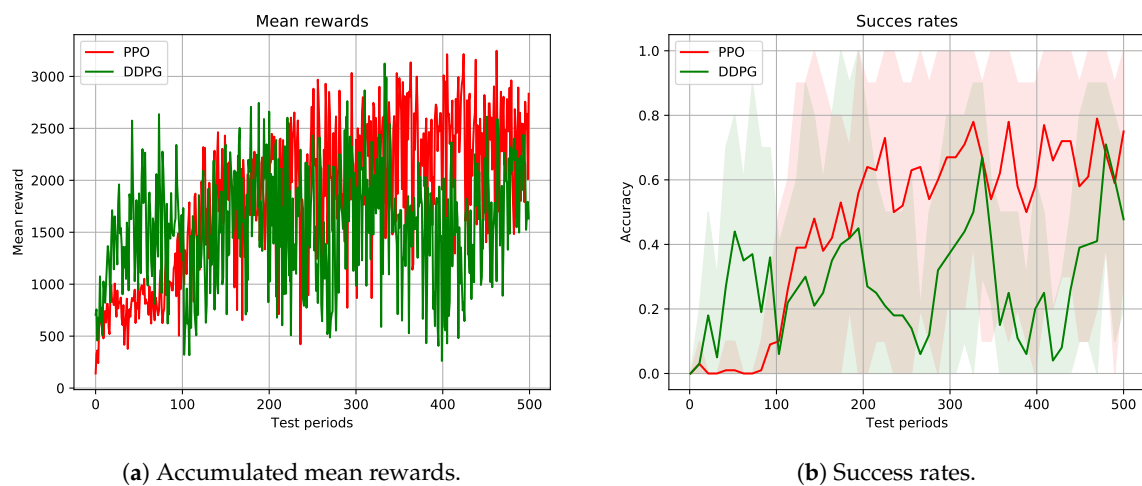 Mean rewards
PPO
DDPG
3000
2500
2000
1500
1000
500
0
Mean reward
0 100 200 300 400 500
Test periods
(a) Accumulated mean rewards.
Succes rates
PPO
DDPG
1.0
0.8
0.6
0.4
0.2
0.0
Accuracy
0 100 200 300 400 500
Test periods
(b) Success rates.